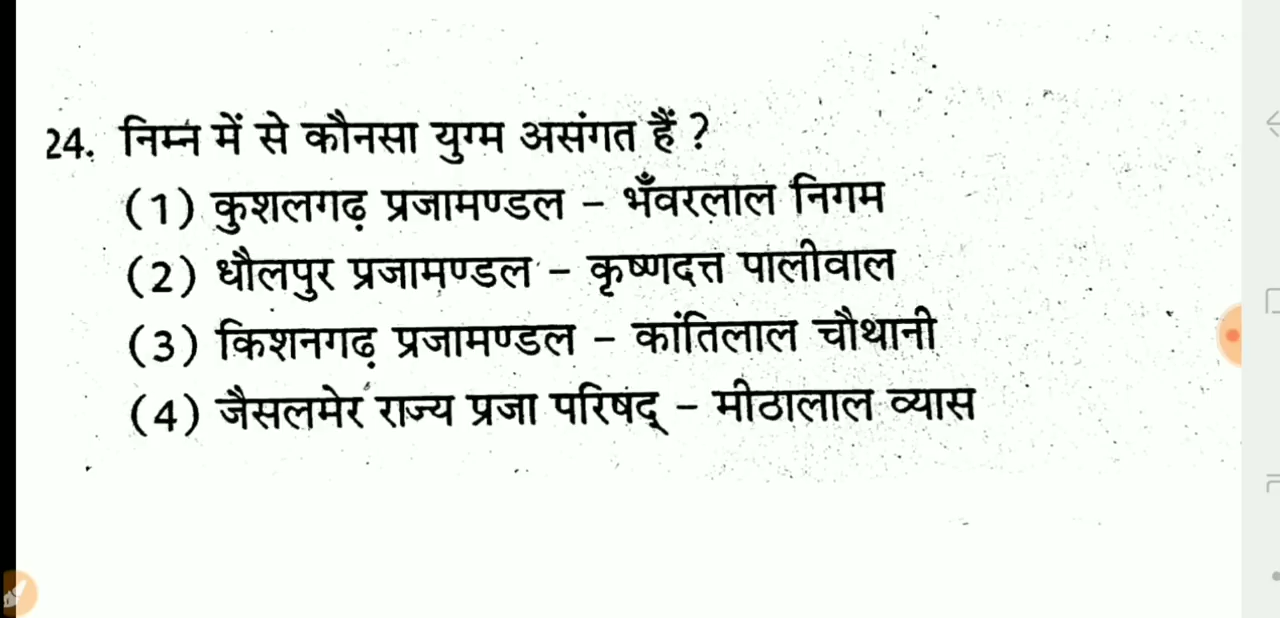 24. निम्न में से कौनसा युग्म असंगत हैं ?
(1) कुशलगढ़ प्रजामण्डल – भँवरलाल निगम
(2) धौलपुर प्रजामण्डल – कृष्णदत्त पालीवाल
(3) किशनगढ़ प्रजामण्डल – कांतिलाल चौथानी
(4) जैसलमेर राज्य प्रजा परिषद् – मीठालाल व्यास